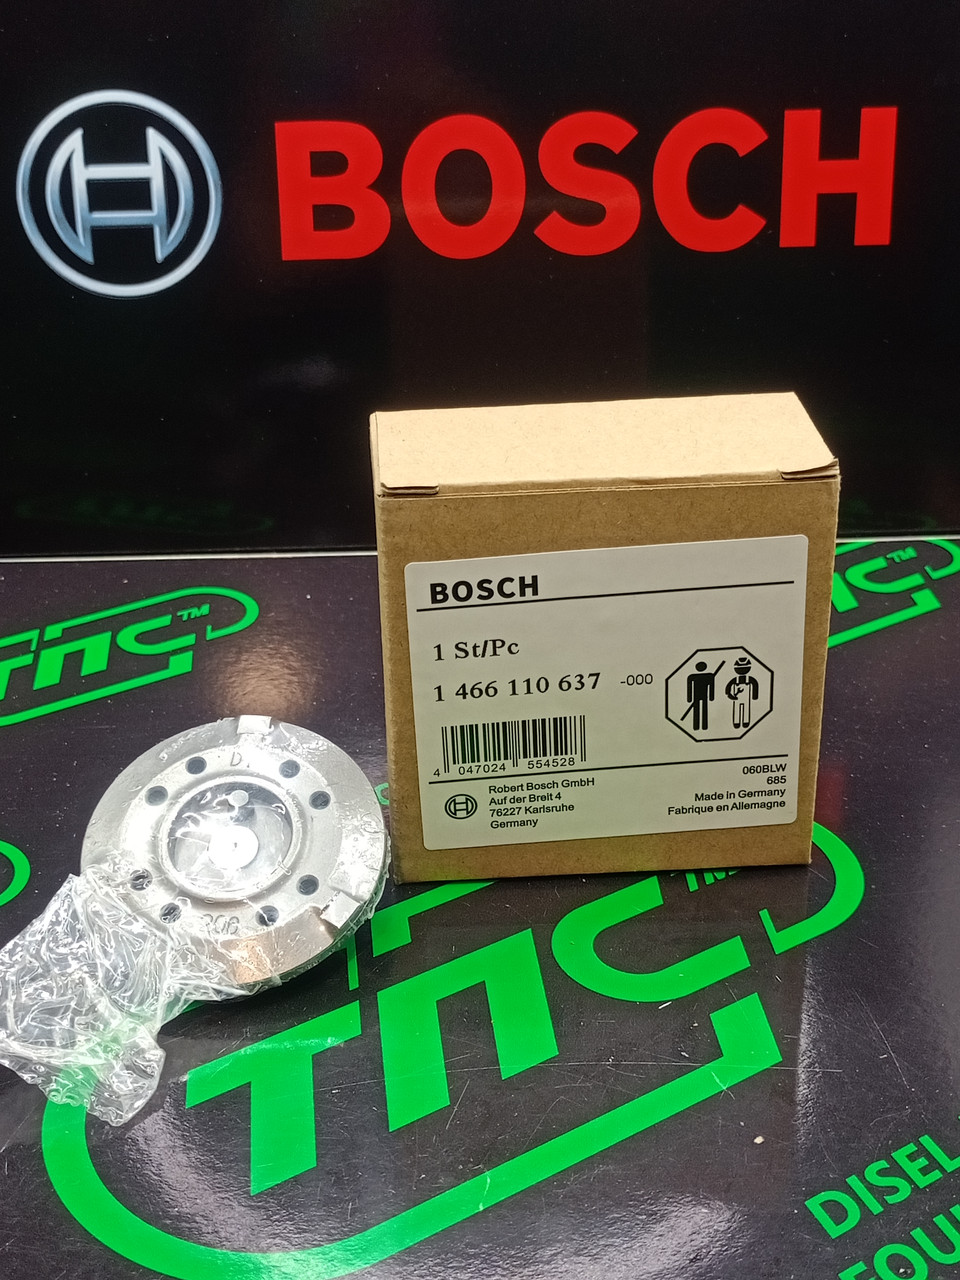 BOSCH
BOSCH
1 St/Pc
1 466 110 637 -000
4 047024 554528
Robert Bosch GmbH
Auf der Breit 4
76227 Karlsruhe
Germany
060BLW
685
Made in Germany
Fabrique en Allemagne
TNC™
TNC™
D
306
TNC™
DISEL